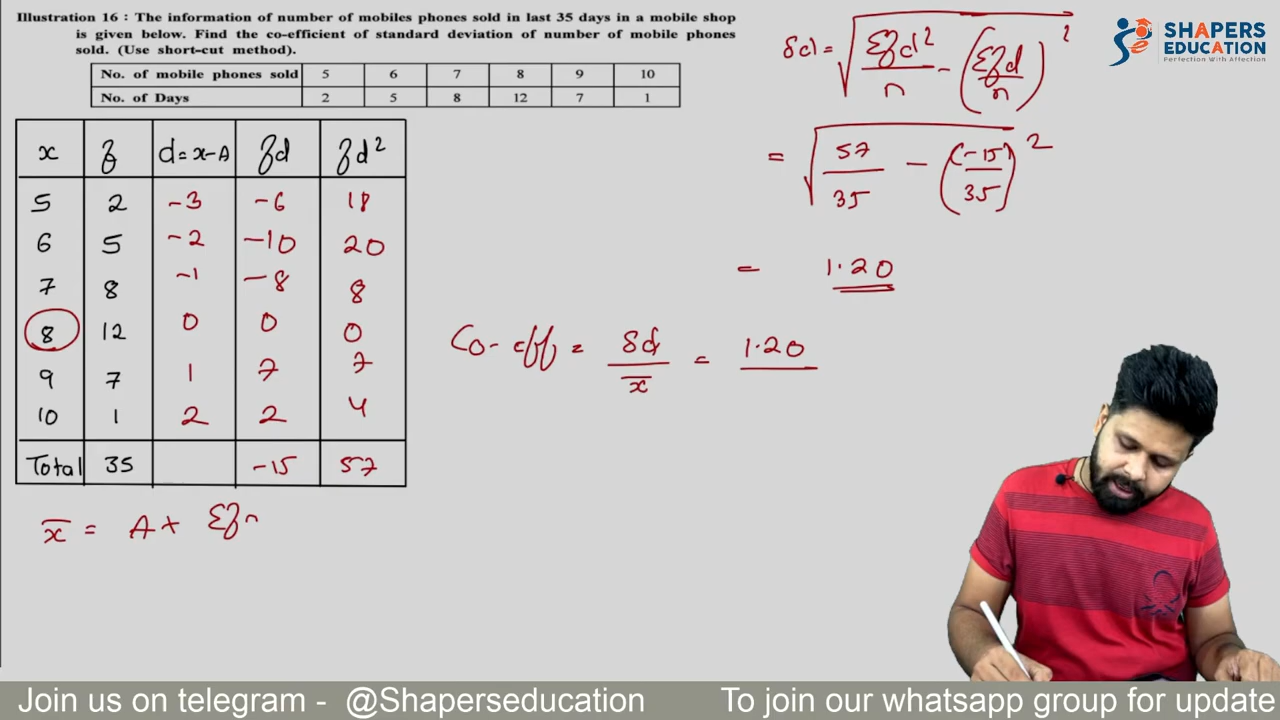 Illustration 16 : The information of number of mobiles phones sold in last 35 days in a mobile shop
is given below. Find the co-efficient of standard deviation of number of mobile phones
sold. (Use short-cut method).
No. of mobile phones sold 5 6 7 8 9 10
No. of Days 2 5 8 12 7 1
x f d=x-A fd fd²
5 2 -3 -6 18
6 5 -2 -10 20
7 8 -1 -8 8
8 12 0 0 0
9 7 1 7 7
10 1 2 2 4
Total 35 -15 57
x̄ = A+ Σf
sd = √(Σfd²/n - (Σfd/n)²)
= √(57/35 - (-15/35)²)
= 1.20
Co-eff = sd/x̄ = 1.20
SHAPERS
EDUCATION
Perfection With Affection
Join us on telegram - @Shaperseducation
To join our whatsapp group for update